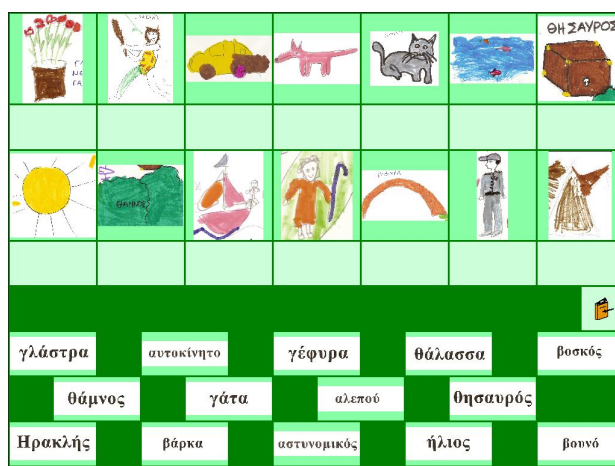 ΘΗΣΑΥΡΟΣ
ΘΑΜΝΟΣ
γλάστρα αυτοκίνητο γέφυρα θάλασσα βοσκός
θάμνος γάτα αλεπού θησαυρός
Ηρακλής βάρκα αστυνομικός ήλιος βουνό